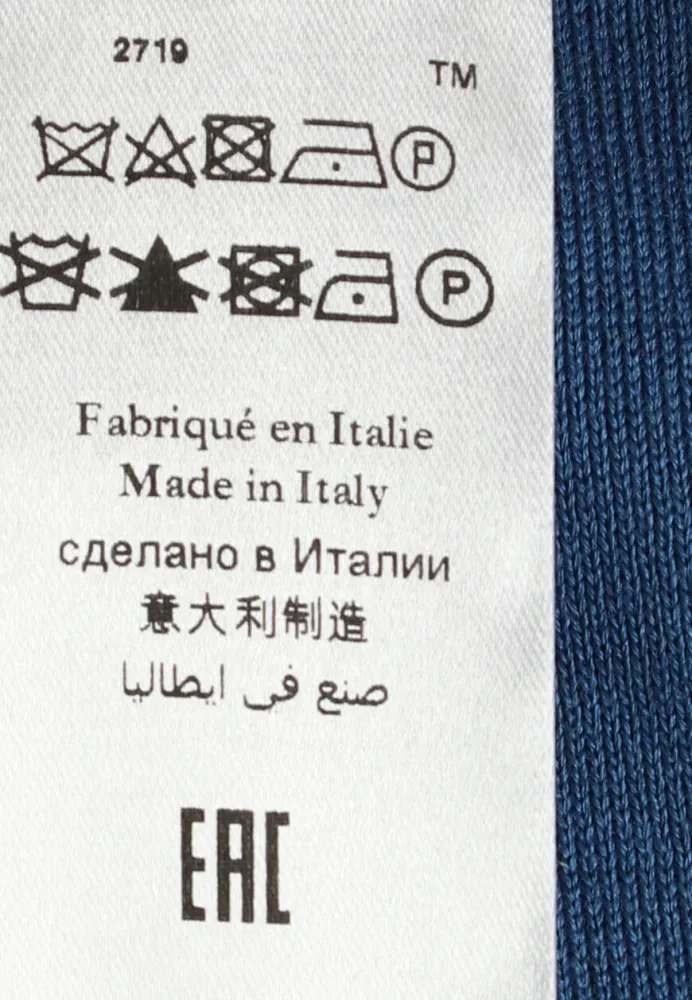 2719
TM
P
P
Fabriqué en Italie
Made in Italy
сделано в Италии
意大利制造
صنع في ايطاليا
EAC